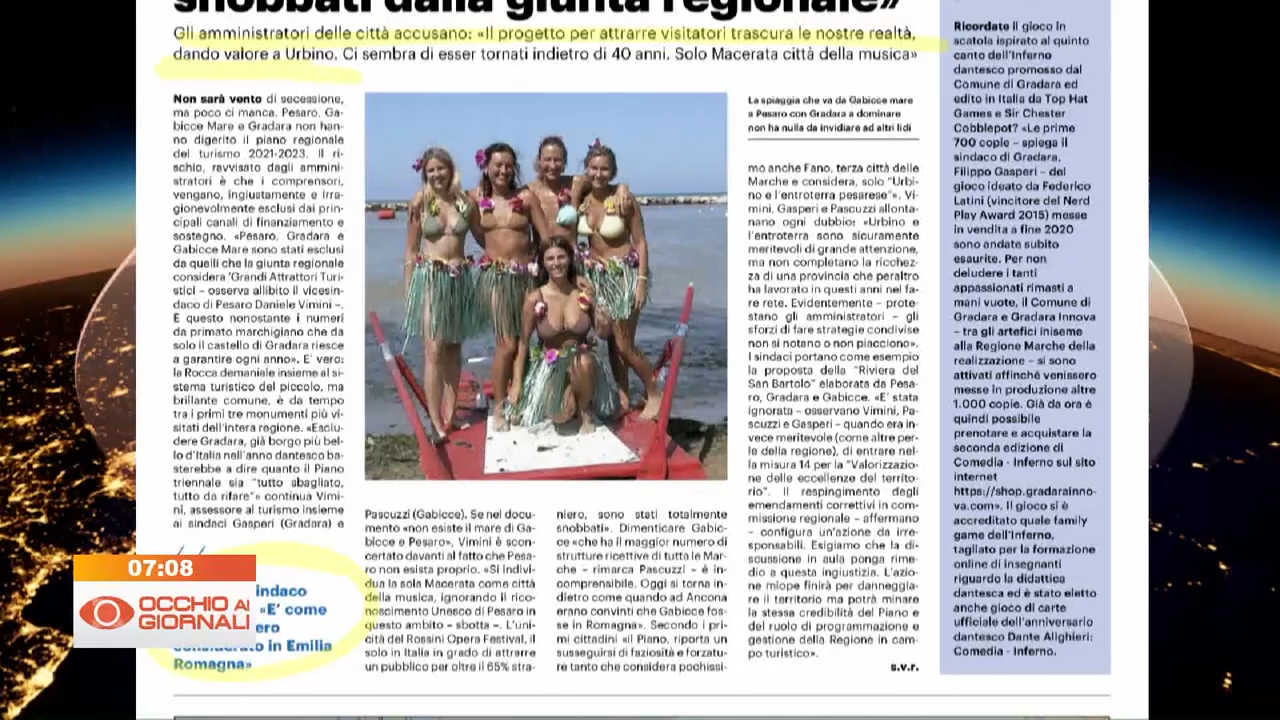 snobbati dalla giunta regionale»
Gli amministratori delle città accusano: «Il progetto per attrarre visitatori trascura le nostre realtà,
dando valore a Urbino. Ci sembra di esser tornati indietro di 40 anni. Solo Macerata città della musica»
Non sarà vento di secessione,
ma poco ci manca. Pesaro, Ga-
bicce Mare e Gradara non han-
no digerito il piano regionale
del turismo 2021-2023. Il ri-
schio, ravvisato dagli ammini-
stratori è che i comprensori,
vengano, ingiustamente e irra-
gionevolmente esclusi dai prin-
cipali canali di finanziamento e
sostegno. «Pesaro, Gradara e
Gabicce Mare sono stati esclusi
da quelli che la giunta regionale
considera 'Grandi Attrattori Turi-
stici – osserva allibito il vicesin-
daco di Pesaro Daniele Vimini –.
E questo nonostante i numeri
da primato marchigiano che da
solo il castello di Gradara riesce
a garantire ogni anno». E' vero:
la Rocca demaniale insieme al si-
stema turistico del piccolo, ma
brillante comune, è da tempo
tra i primi tre monumenti più vi-
sitati dell'intera regione. «Esclu-
dere Gradara, già borgo più bel-
lo d'Italia nell'anno dantesco ba-
sterebbe a dire quanto il Piano
triennale sia "tutto sbagliato,
tutto da rifare"» continua Vimi-
ni, assessore al turismo insieme
ai sindaci Gasperi (Gradara) e
indaco
«E' come
ero
considerato in Emilia
Romagna»
Pascuzzi (Gabicce). Se nel docu-
mento «non esiste il mare di Ga-
bicce e Pesaro», Vimini è scon-
certato davanti al fatto che Pesa-
ro non esista proprio. «Si indivi-
dua la sola Macerata come città
della musica, ignorando il rico-
noscimento Unesco di Pesaro in
questo ambito – sbotta –. L'uni-
cità del Rossini Opera Festival, il
solo in Italia in grado di attrarre
un pubblico per oltre il 65% stra-
niero, sono stati totalmente
snobbati». Dimenticare Gabic-
ce «che ha il maggior numero di
strutture ricettive di tutta le Mar-
che – rimarca Pascuzzi – é in-
comprensibile. Oggi si torna in-
dietro come quando ad Ancona
erano convinti che Gabicce fos-
se in Romagna». Secondo i pri-
mi cittadini «il Piano, riporta un
susseguirsi di faziosità e forzatu-
re tanto che considera pochissi-
La spiaggia che va da Gabicce mare
a Pesaro con Gradara a dominare
non ha nulla da invidiare ad altri lidi
mo anche Fano, terza città delle
Marche e considera, solo "Urbi-
no e l'entroterra pesarese"», Vi-
mini, Gasperi e Pascuzzi allonta-
nano ogni dubbio: «Urbino e
l'entroterra sono sicuramente
meritevoli di grande attenzione,
ma non completano la ricchez-
za di una provincia che peraltro
ha lavorato in questi anni nel fa-
re rete. Evidentemente – prote-
stano gli amministratori – gli
sforzi di fare strategie condivise
non si notano o non piacciono».
I sindaci portano come esempio
la proposta della "Riviera del
San Bartolo" elaborata da Pesa-
ro, Gradara e Gabicce. «E' stata
ignorata – osservano Vimini, Pa-
scuzzi e Gasperi – quando era in-
vece meritevole (come altre per-
le della regione), di entrare nel-
la misura 14 per la "Valorizzazio-
ne delle eccellenze del territo-
rio". Il respingimento degli
emendamenti correttivi in com-
missione regionale – affermano
– configura un'azione da irre-
sponsabili. Esigiamo che la di-
scussione in aula ponga rime-
dio a questa ingiustizia. L'azio-
ne miope finirà per danneggia-
re il territorio ma potrà minare
la stessa credibilità del Piano e
del ruolo di programmazione e
gestione della Regione in cam-
po turistico».
s.v.r.
Ricordate il gioco in
scatola ispirato al quinto
canto dell'Inferno
dantesco promosso dal
Comune di Gradara ed
edito in Italia da Top Hat
Games e Sir Chester
Cobblepot? «Le prime
700 copie – spiega il
sindaco di Gradara,
Filippo Gasperi – del
gioco ideato da Federico
Latini (vincitore del Nerd
Play Award 2015) messe
in vendita a fine 2020
sono andate subito
esaurite. Per non
deludere i tanti
appassionati rimasti a
mani vuote, il Comune di
Gradara e Gradara Innova
– tra gli artefici iniseme
alla Regione Marche della
realizzazione – si sono
attivati affinché venissero
messe in produzione altre
1.000 copie. Già da ora è
quindi possibile
prenotare e acquistare la
seconda edizione di
Comedia - Inferno sul sito
internet
https://shop.gradarainno-
va.com». Il gioco si è
accreditato quale family
game dell'Inferno,
tagliato per la formazione
online di insegnanti
riguardo la didattica
dantesca ed è stato eletto
anche gioco di carte
ufficiale dell'anniversario
dantesco Dante Alighieri:
Comedia - Inferno.
07:08
OCCHIO AI
GIORNALI